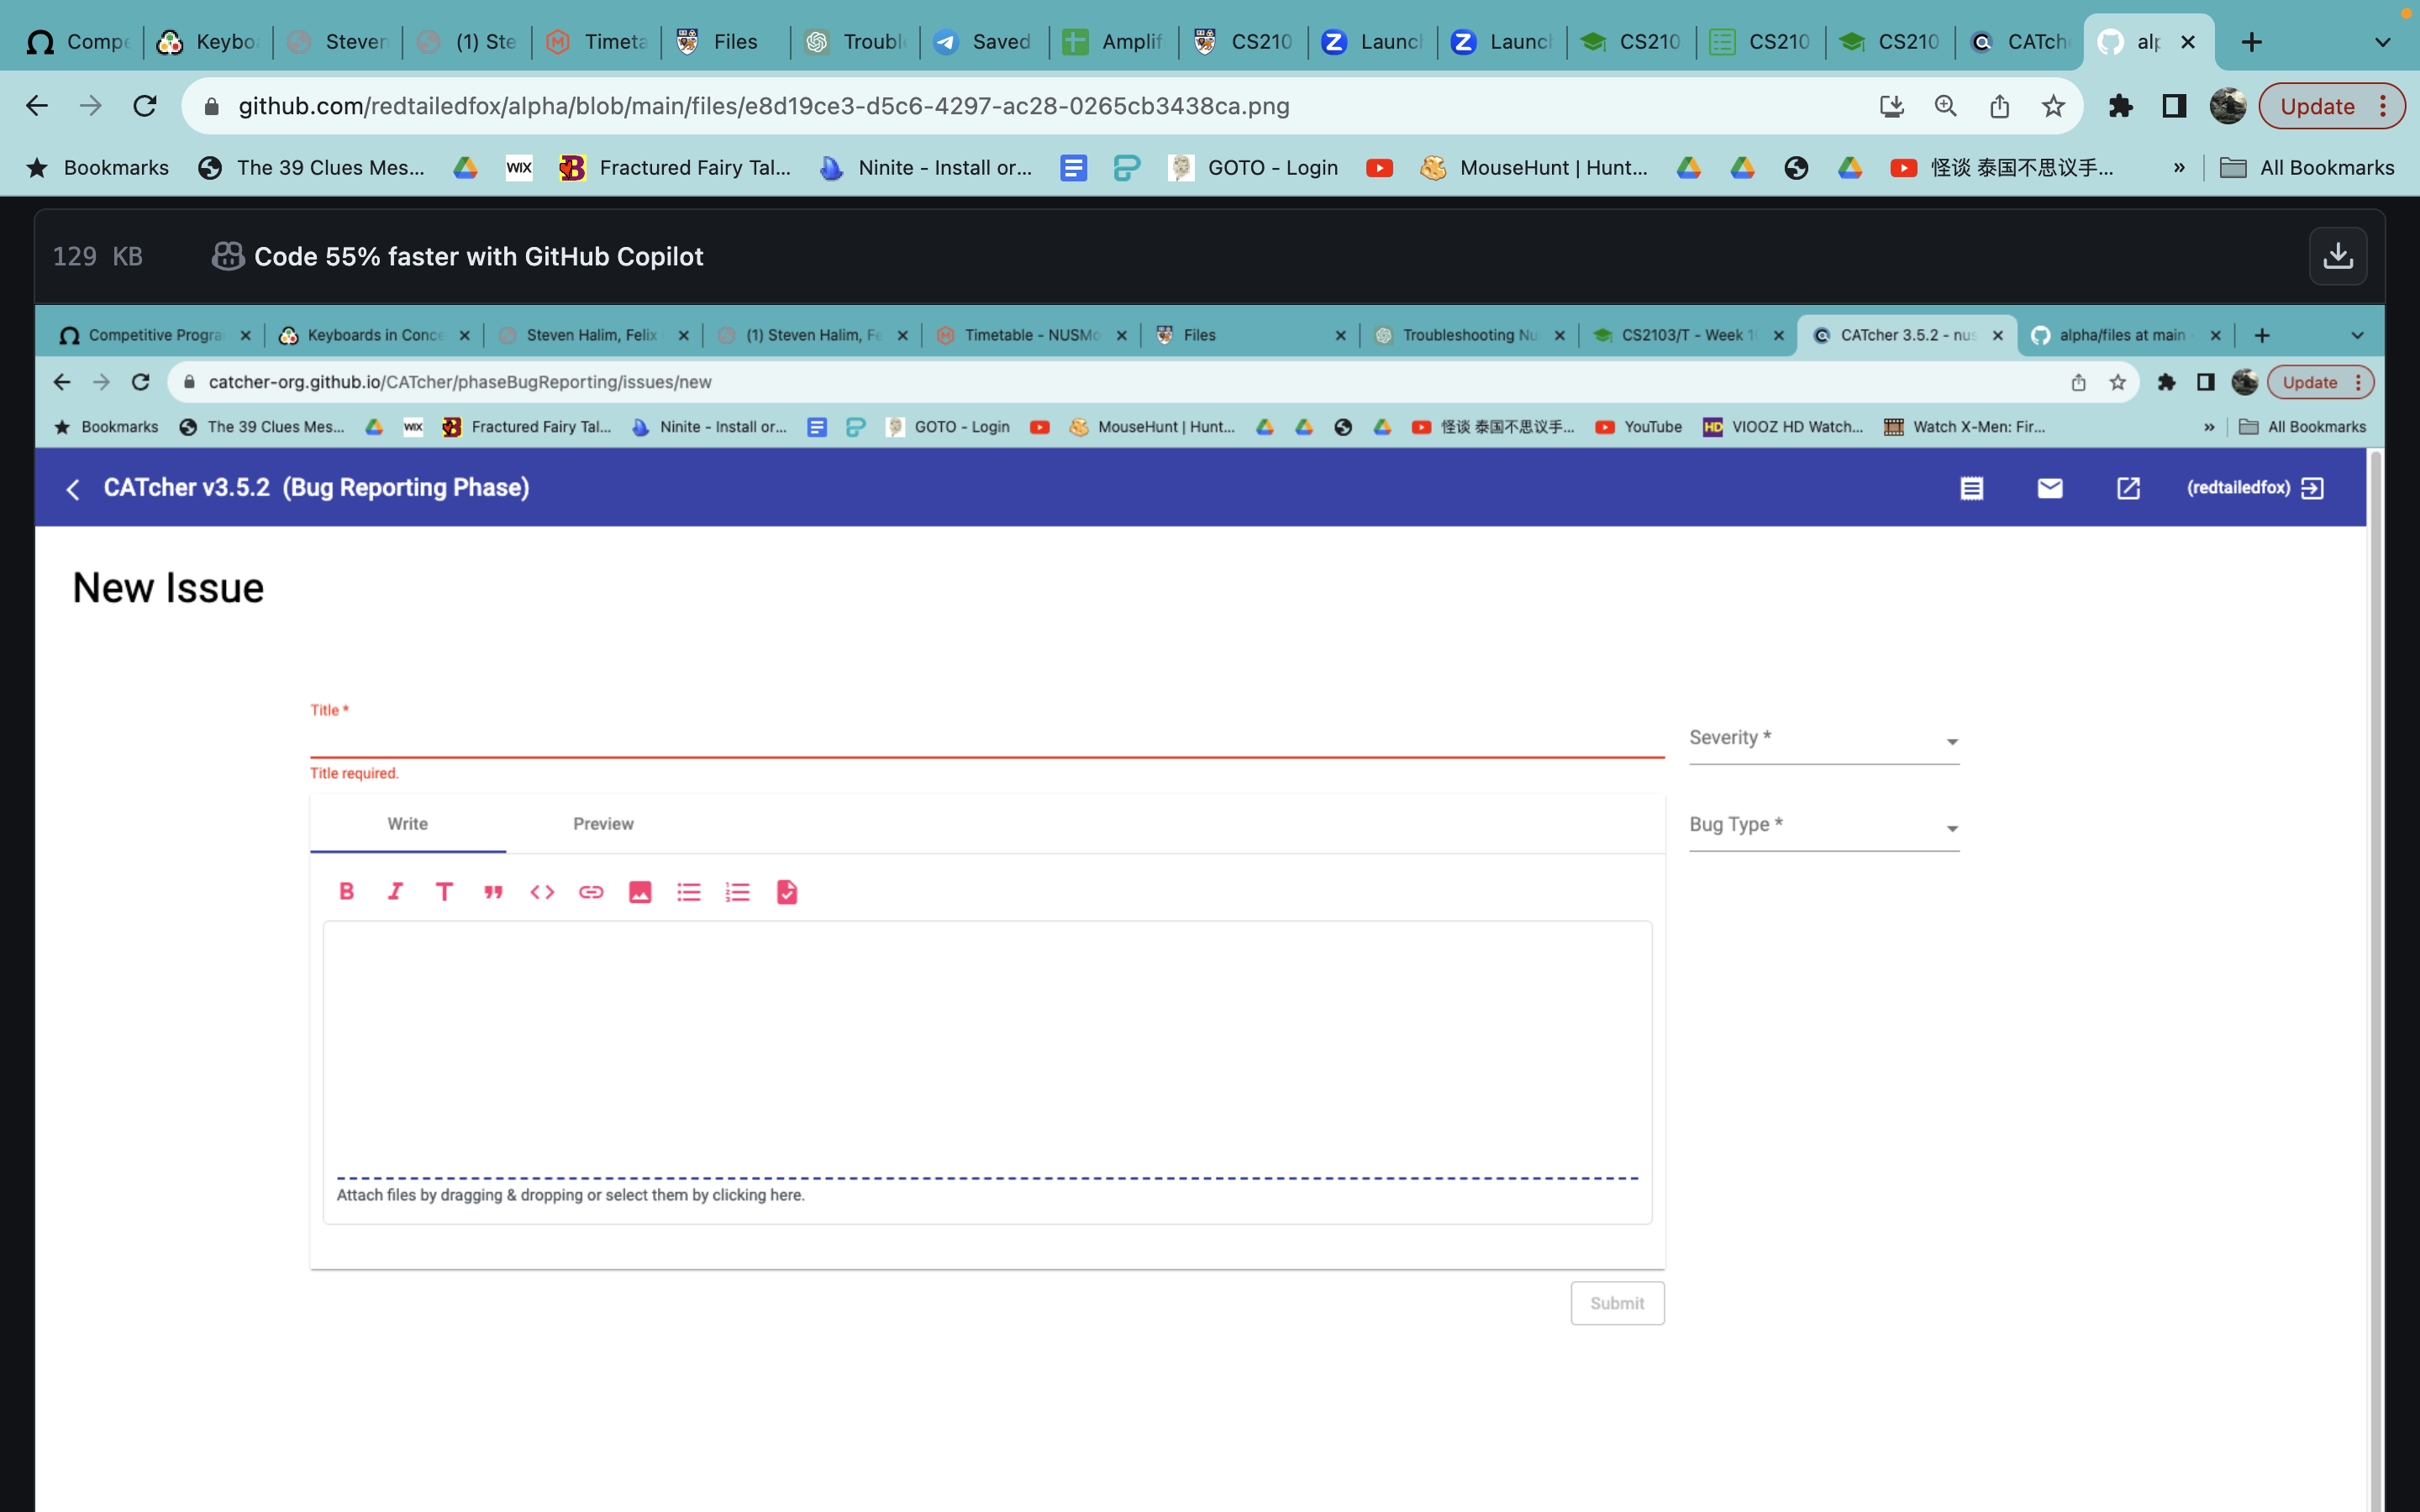 Compe Keyboa Steven (1) Ste Timeta Files Trouble Saved Amplif CS210 Launch Launch CS210 CS210 CS210 CATch alp
github.com/redtailedfox/alpha/blob/main/files/e8d19ce3-d5c6-4297-ac28-0265cb3438ca.png Update
Bookmarks The 39 Clues Mes... WIX Fractured Fairy Tal... Ninite - Install or... GOTO - Login MouseHunt | Hunt... 怪谈 泰国不思议手... » All Bookmarks
129 KB Code 55% faster with GitHub Copilot
Competitive Progra Keyboards in Conce Steven Halim, Felix (1) Steven Halim, Fe Timetable - NUSMo Files Troubleshooting Nu CS2103/T - Week 1 CATcher 3.5.2 - nus alpha/files at main
catcher-org.github.io/CATcher/phaseBugReporting/issues/new Update
Bookmarks The 39 Clues Mes... WIX Fractured Fairy Tal... Ninite - Install or... GOTO - Login MouseHunt | Hunt... 怪谈 泰国不思议手... YouTube HD VIOOZ HD Watch... Watch X-Men: Fir... » All Bookmarks
CATcher v3.5.2 (Bug Reporting Phase) (redtailedfox)
New Issue
Title *
Severity *
Title required.
Write Preview
Bug Type *
Attach files by dragging & dropping or select them by clicking here.
Submit